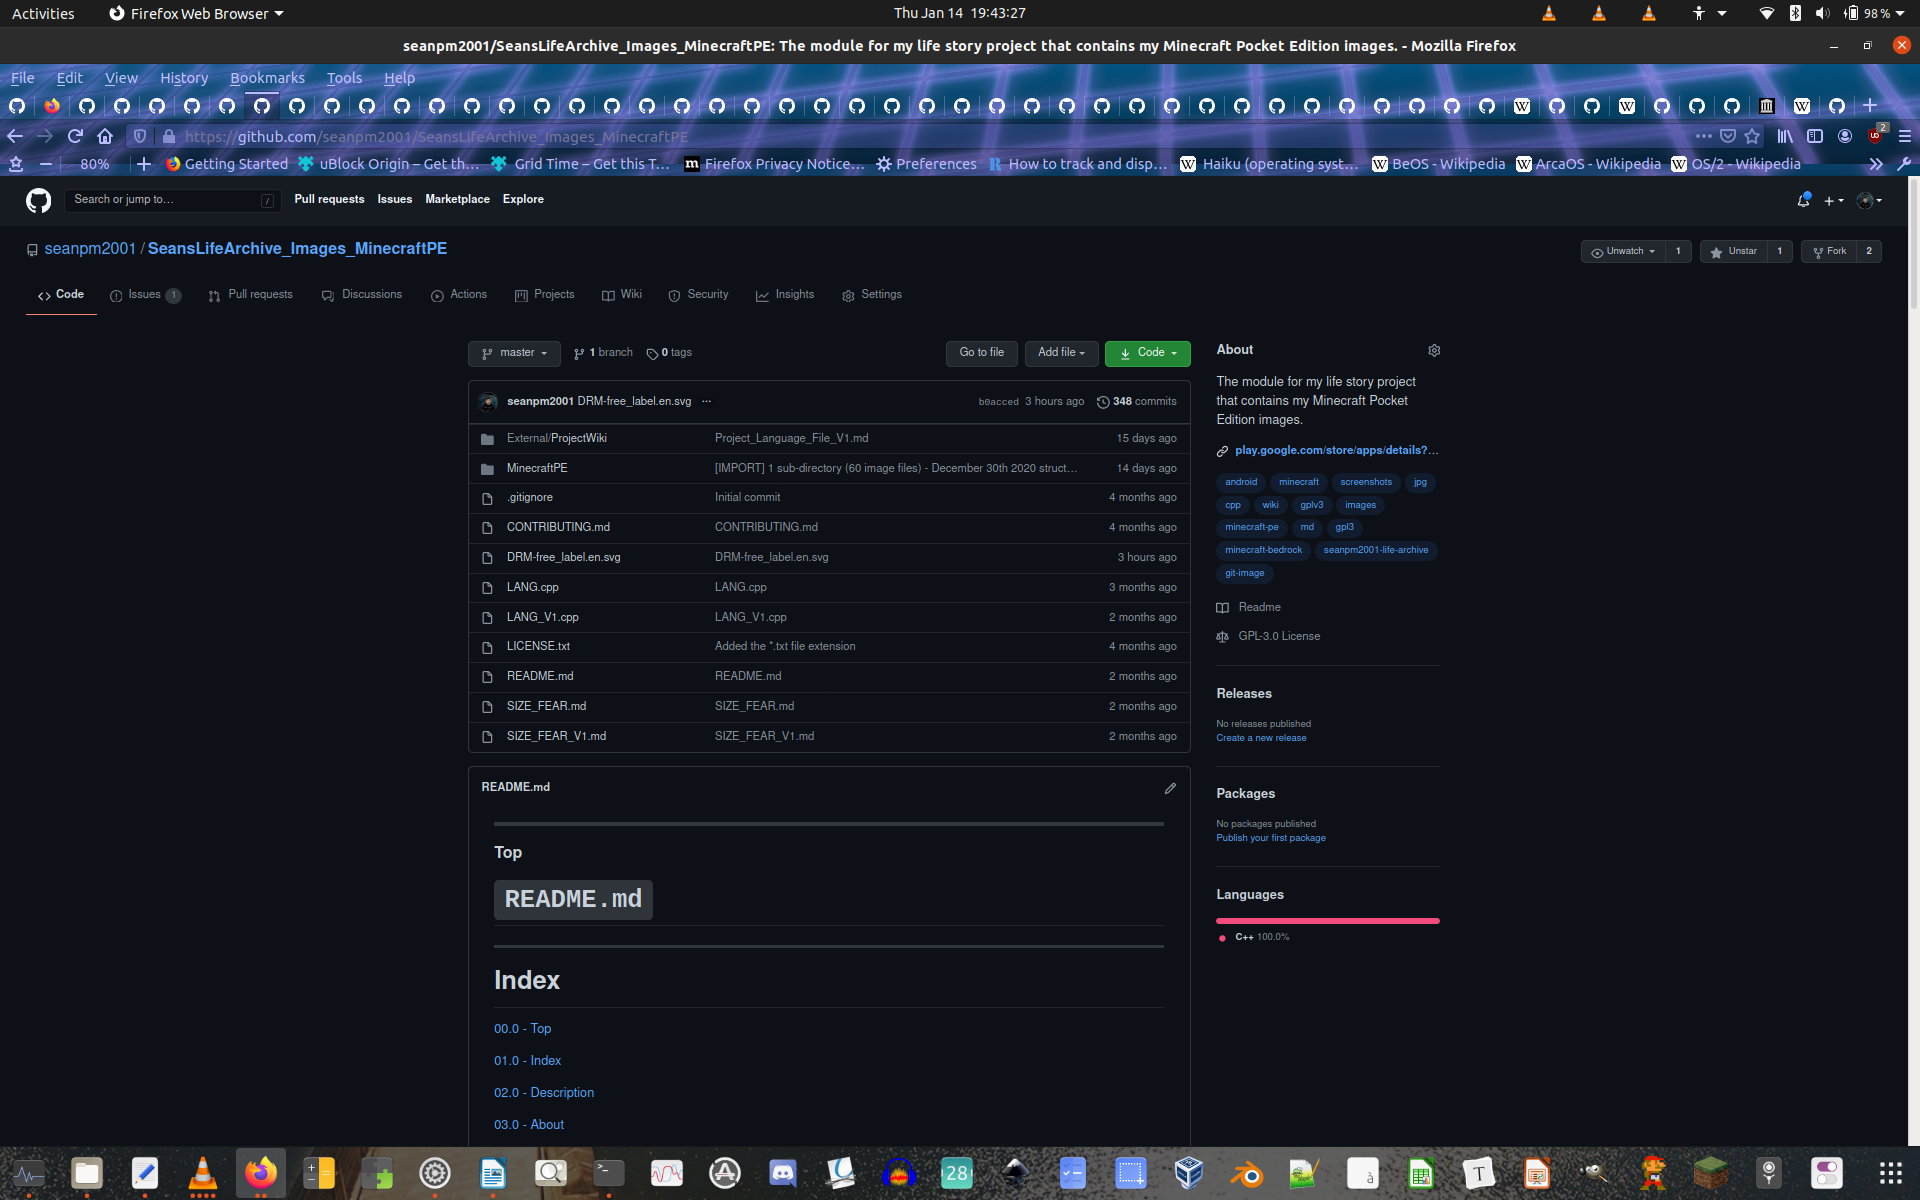 Activities Firefox Web Browser Thu Jan 14 19:43:27 98 %
seanpm2001/SeansLifeArchive_Images_MinecraftPE: The module for my life story project that contains my Minecraft Pocket Edition images. - Mozilla Firefox
File Edit View History Bookmarks Tools Help
https://github.com/seanpm2001/SeansLifeArchive_Images_MinecraftPE 2
80% Getting Started uBlock Origin – Get th… Grid Time – Get this T… Firefox Privacy Notice… Preferences How to track and disp… Haiku (operating syst… BeOS - Wikipedia ArcaOS - Wikipedia OS/2 - Wikipedia
Search or jump to… / Pull requests Issues Marketplace Explore
seanpm2001 / SeansLifeArchive_Images_MinecraftPE Unwatch 1 Unstar 1 Fork 2
Code Issues 1 Pull requests Discussions Actions Projects Wiki Security Insights Settings
master 1 branch 0 tags Go to file Add file Code
seanpm2001 DRM-free_label.en.svg ··· b0acced 3 hours ago 348 commits
External/ProjectWiki Project_Language_File_V1.md 15 days ago
MinecraftPE [IMPORT] 1 sub-directory (60 image files) - December 30th 2020 struct… 14 days ago
.gitignore Initial commit 4 months ago
CONTRIBUTING.md CONTRIBUTING.md 4 months ago
DRM-free_label.en.svg DRM-free_label.en.svg 3 hours ago
LANG.cpp LANG.cpp 3 months ago
LANG_V1.cpp LANG_V1.cpp 2 months ago
LICENSE.txt Added the *.txt file extension 4 months ago
README.md README.md 2 months ago
SIZE_FEAR.md SIZE_FEAR.md 2 months ago
SIZE_FEAR_V1.md SIZE_FEAR_V1.md 2 months ago
README.md
Top
README.md
Index
00.0 - Top
01.0 - Index
02.0 - Description
03.0 - About
About
The module for my life story project
that contains my Minecraft Pocket
Edition images.
play.google.com/store/apps/details?…
android minecraft screenshots jpg
cpp wiki gplv3 images
minecraft-pe md gpl3
minecraft-bedrock seanpm2001-life-archive
git-image
Readme
GPL-3.0 License
Releases
No releases published
Create a new release
Packages
No packages published
Publish your first package
Languages
C++ 100.0%
28